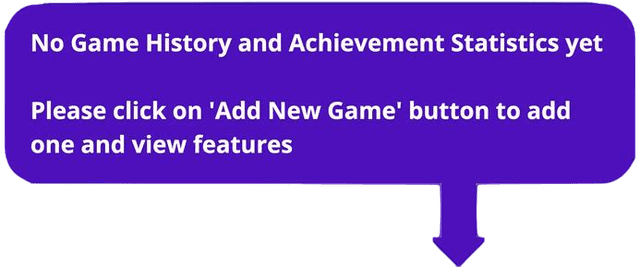 No Game History and Achievement Statistics yet
Please click on 'Add New Game' button to add
one and view features